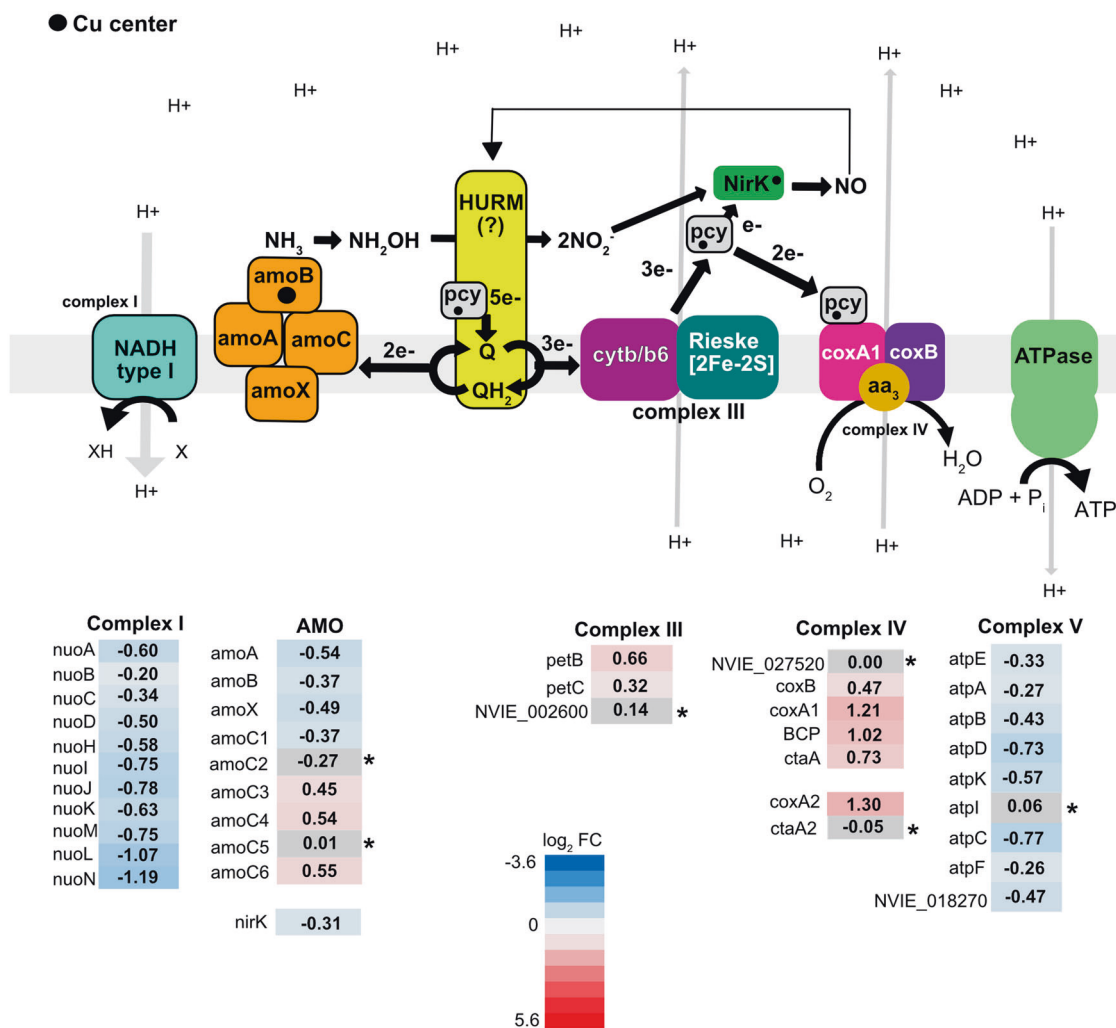 Cu center
H+
H+
H+
H+
H+
H+
H+
H+
H+
H+
H+
NirK
NO
HURM
(?)
NH3
NH2OH
2NO2-
pcy
e-
3e-
2e-
amoB
complex I
pcy
5e-
pcy
NADH
type I
amoA
amoC
2e-
Q
3e-
cytb/b6
Rieske
[2Fe-2S]
coxA1
coxB
ATPase
amoX
QH2
aa3
complex III
complex IV
XH
X
H2O
O2
H+
ADP + Pi
ATP
H+
H+
H+
H+
Complex I
nuoA -0.60
nuoB -0.20
nuoC -0.34
nuoD -0.50
nuoH -0.58
nuoI -0.75
nuoJ -0.78
nuoK -0.63
nuoM -0.75
nuoL -1.07
nuoN -1.19
AMO
amoA -0.54
amoB -0.37
amoX -0.49
amoC1 -0.37
amoC2 -0.27 *
amoC3 0.45
amoC4 0.54
amoC5 0.01 *
amoC6 0.55
nirK -0.31
Complex III
petB 0.66
petC 0.32
NVIE_002600 0.14 *
Complex IV
NVIE_027520 0.00 *
coxB 0.47
coxA1 1.21
BCP 1.02
ctaA 0.73
coxA2 1.30
ctaA2 -0.05 *
Complex V
atpE -0.33
atpA -0.27
atpB -0.43
atpD -0.73
atpK -0.57
atpI 0.06 *
atpC -0.77
atpF -0.26
NVIE_018270 -0.47
log2 FC
-3.6
0
5.6